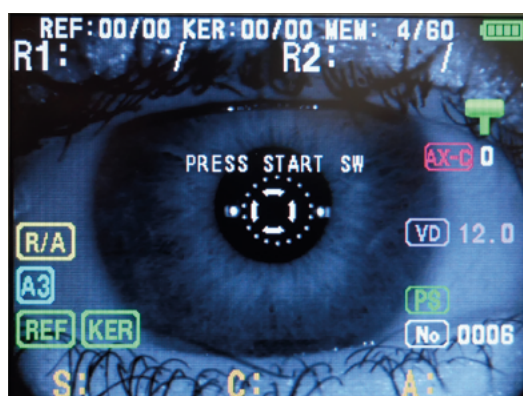 REF:00/00 KER:00/00 MEM: 4/60
R1: / R2: /
AX-C 0
PRESS START SW
R/A
VD 12.0
A3
PS
REF KER
No 0006
S: C: A: